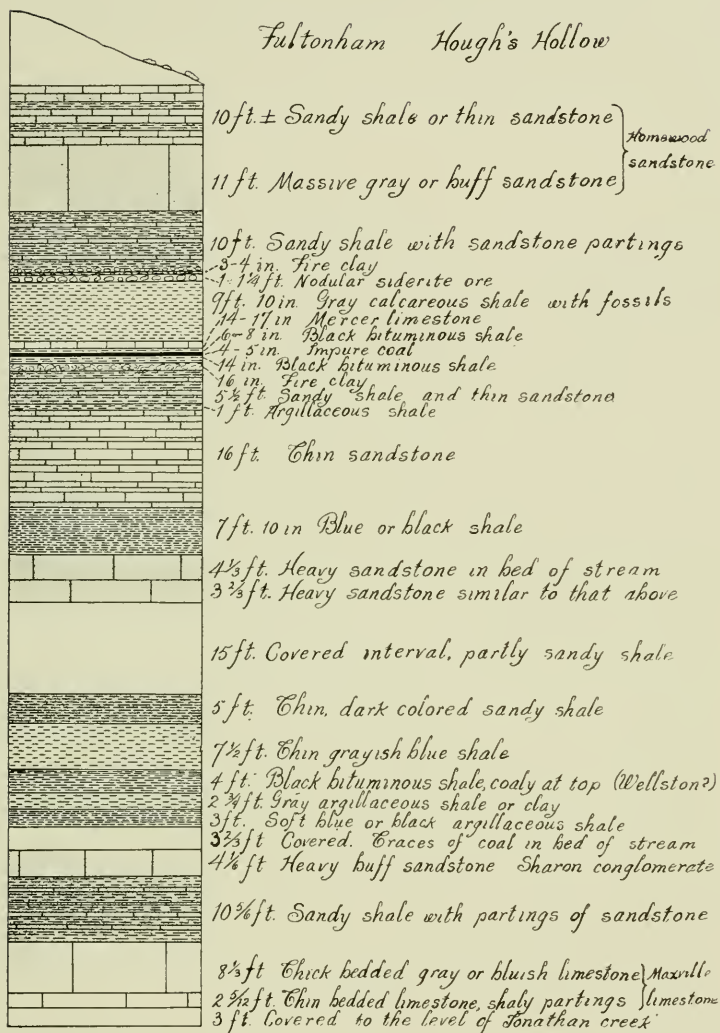 Fultonham Hough's Hollow
10 ft. ± Sandy shale or thin sandstone
Homewood
sandstone
11 ft. Massive gray or buff sandstone
10 ft. Sandy shale with sandstone partings
3-4 in. Fire clay
1-1¼ ft. Nodular siderite ore
9 ft. 10 in. Gray calcareous shale with fossils
14-17 in Mercer limestone
6-8 in. Black bituminous shale
4-5 in. Impure coal
14 in. Black bituminous shale
16 in. Fire clay
5½ ft. Sandy shale and thin sandstone
1 ft. Argillaceous shale
16 ft. Thin sandstone
7 ft. 10 in Blue or black shale
4⅓ ft. Heavy sandstone in bed of stream
3⅔ ft. Heavy sandstone similar to that above
15 ft. Covered interval, partly sandy shale
5 ft. Thin, dark colored sandy shale
7½ ft. Thin grayish blue shale
4 ft. Black bituminous shale, coaly at top (Wellston?)
2¾ ft. Gray argillaceous shale or clay
3 ft. Soft blue or black argillaceous shale
3⅔ ft Covered. Traces of coal in bed of stream
4⅙ ft Heavy buff sandstone Sharon conglomerate
10⅚ ft. Sandy shale with partings of sandstone
8⅓ ft Thick bedded gray or bluish limestone Maxville
2 5/12 ft. Thin bedded limestone, shaly partings limestone
3 ft. Covered to the level of Jonathan creek